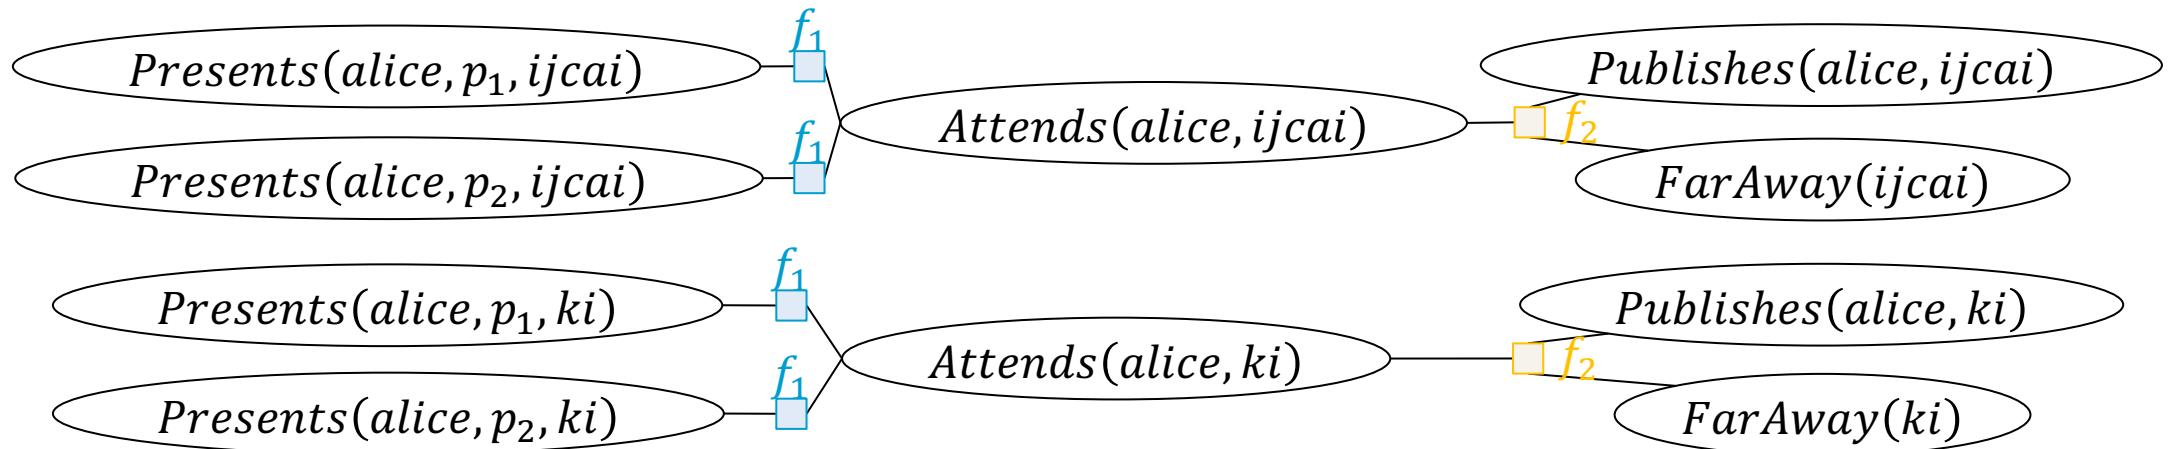 f₁
Presents(alice, p₁, ijcai)
Publishes(alice, ijcai)
f₁
Attends(alice, ijcai)
f₂
Presents(alice, p₂, ijcai)
FarAway(ijcai)
f₁
Presents(alice, p₁, ki)
Publishes(alice, ki)
f₁
Attends(alice, ki)
f₂
Presents(alice, p₂, ki)
FarAway(ki)